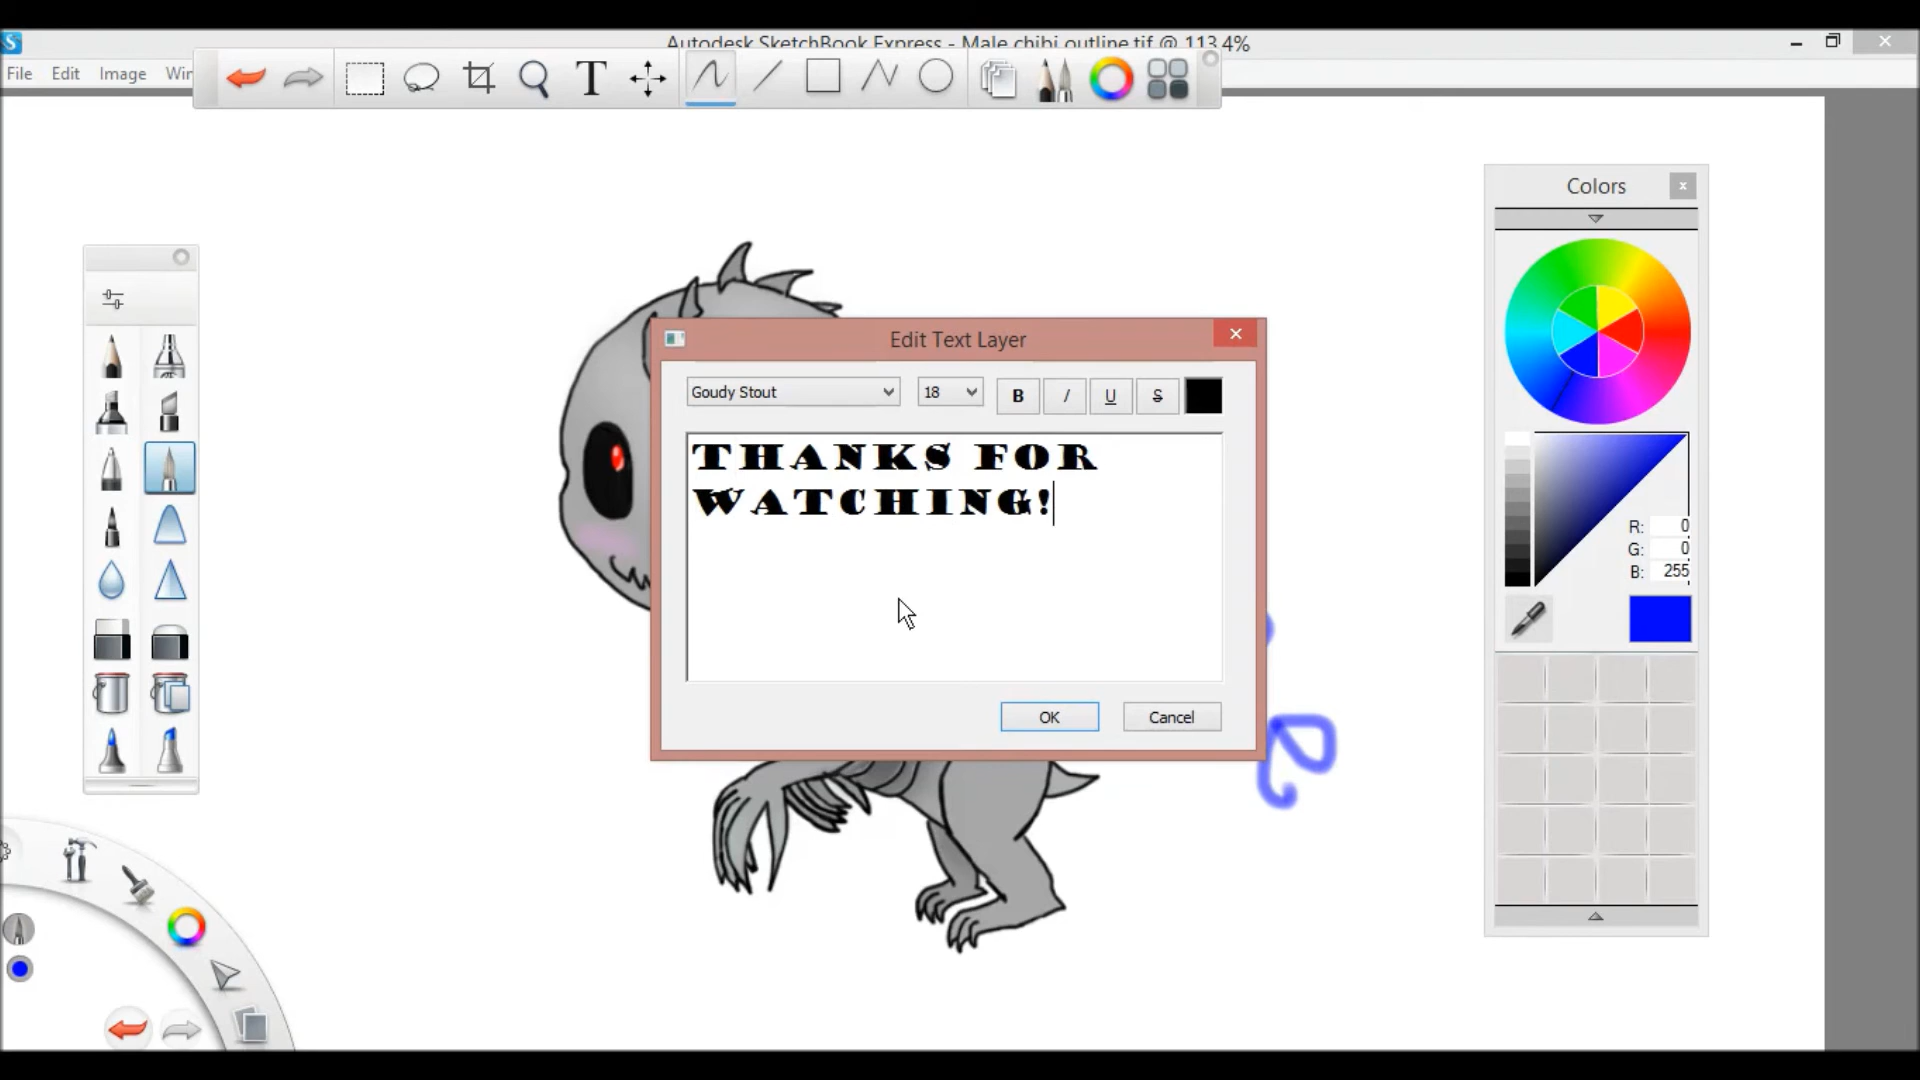 Autodesk SketchBook Express - Male chibi outline.tif @ 113.4%
File Edit Image Win
T
Colors
Edit Text Layer
Goudy Stout 18 B I U S
THANKS FOR
WATCHING!
R: 0
G: 0
B: 255
OK Cancel